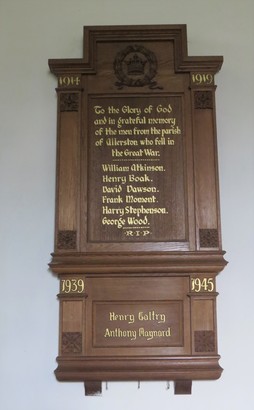 1914 1919
To the Glory of God
and in grateful memory
of the men from the parish
of Allerston who fell in
the Great War.
William Atkinson.
Henry Boak.
David Dawson.
Frank Moment.
Harry Stephenson.
George Wood.
R.I.P
1939 1945
Henry Galtry
Anthony Maynard